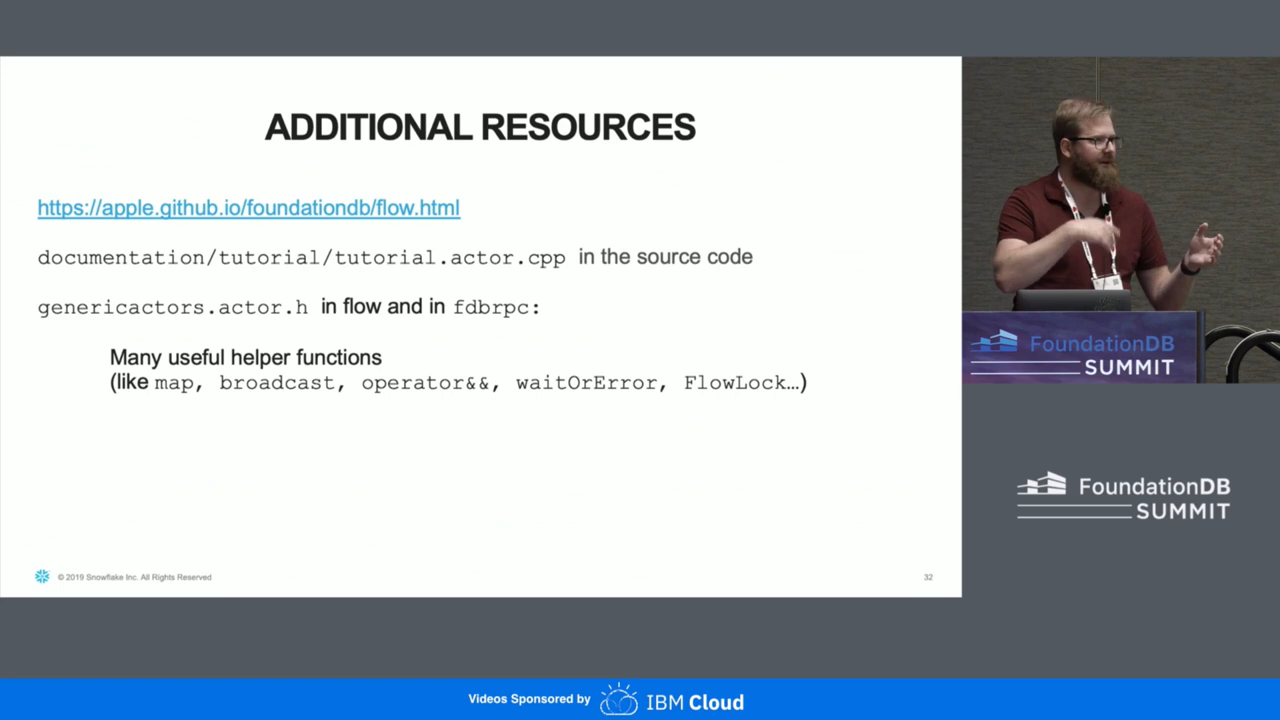 ADDITIONAL RESOURCES
https://apple.github.io/foundationdb/flow.html
documentation/tutorial/tutorial.actor.cpp in the source code
genericactors.actor.h in flow and in fdbrpc:
Many useful helper functions
(like map, broadcast, operator&&, waitOrError, FlowLock…)
© 2019 Snowflake Inc. All Rights Reserved
32
FoundationDB
SUMMIT
FoundationDB
SUMMIT
Videos Sponsored by IBM Cloud